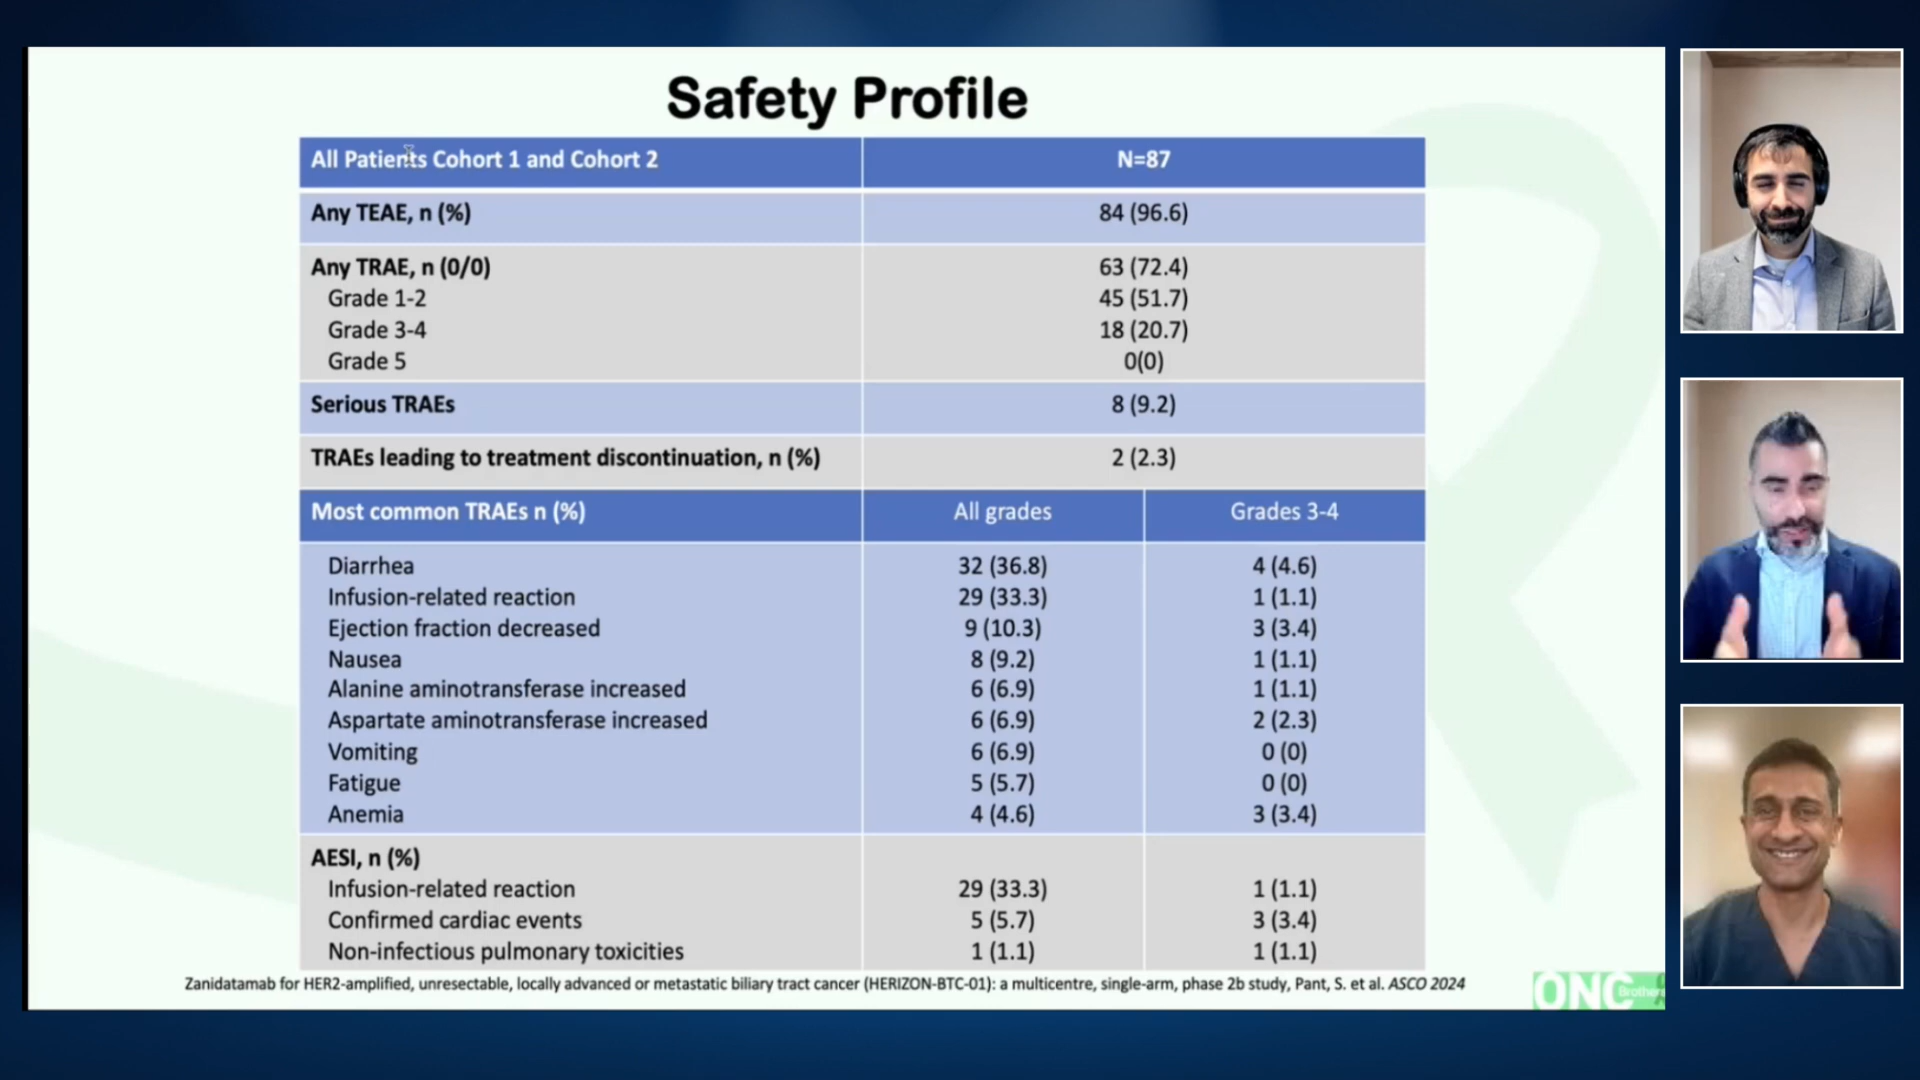 Safety Profile
All Patients Cohort 1 and Cohort 2 N=87
Any TEAE, n (%) 84 (96.6)
Any TRAE, n (0/0) 63 (72.4)
Grade 1-2 45 (51.7)
Grade 3-4 18 (20.7)
Grade 5 0(0)
Serious TRAEs 8 (9.2)
TRAEs leading to treatment discontinuation, n (%) 2 (2.3)
Most common TRAEs n (%) All grades Grades 3-4
Diarrhea 32 (36.8) 4 (4.6)
Infusion-related reaction 29 (33.3) 1 (1.1)
Ejection fraction decreased 9 (10.3) 3 (3.4)
Nausea 8 (9.2) 1 (1.1)
Alanine aminotransferase increased 6 (6.9) 1 (1.1)
Aspartate aminotransferase increased 6 (6.9) 2 (2.3)
Vomiting 6 (6.9) 0 (0)
Fatigue 5 (5.7) 0 (0)
Anemia 4 (4.6) 3 (3.4)
AESI, n (%)
Infusion-related reaction 29 (33.3) 1 (1.1)
Confirmed cardiac events 5 (5.7) 3 (3.4)
Non-infectious pulmonary toxicities 1 (1.1) 1 (1.1)
Zanidatamab for HER2-amplified, unresectable, locally advanced or metastatic biliary tract cancer (HERIZON-BTC-01): a multicentre, single-arm, phase 2b study, Pant, S. et al. ASCO 2024
ONC Brothers